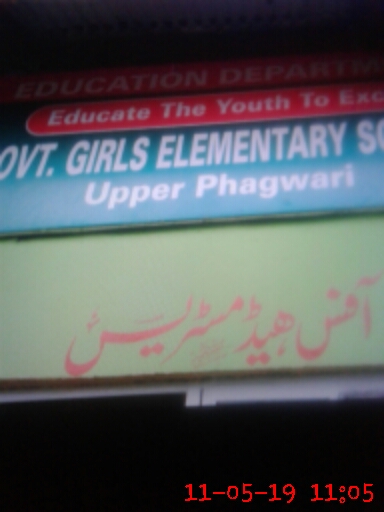 EDUCATION DEPARTM
Educate The Youth To Exc
OVT. GIRLS ELEMENTARY SC
Upper Phagwari
آفس ھیڈ مسٹریس
11-05-19 11:05